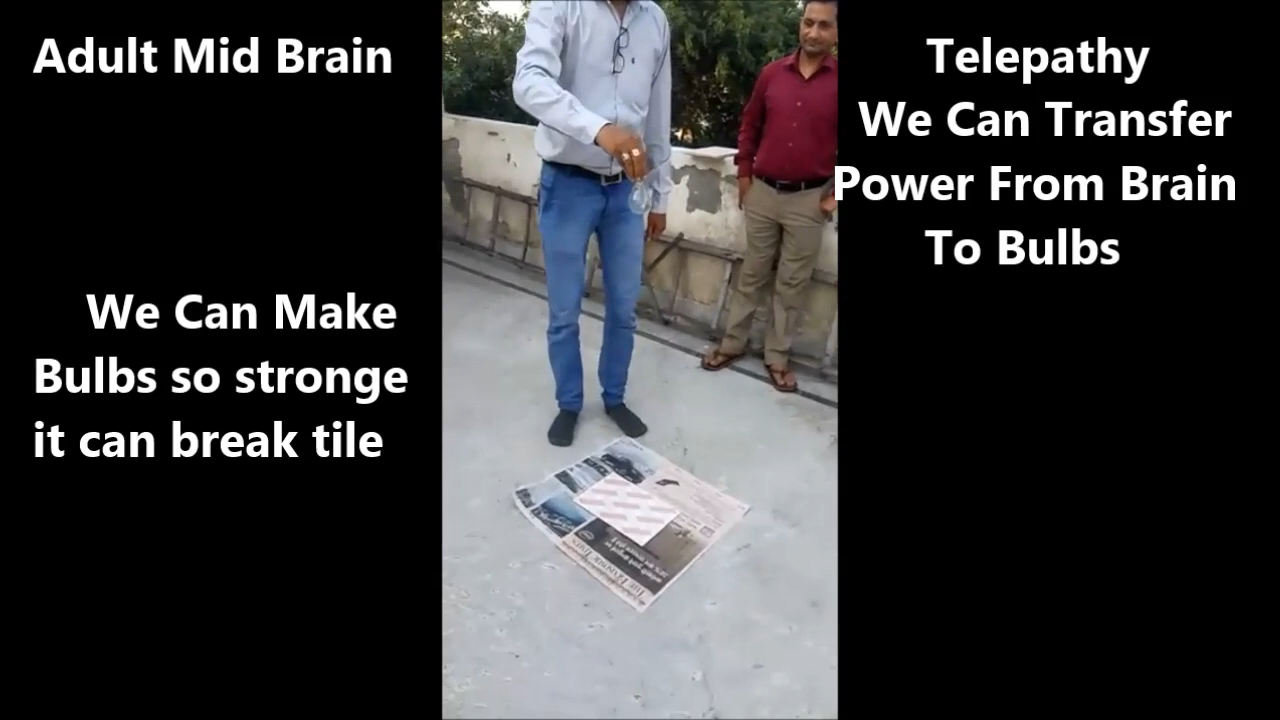 Adult Mid Brain
We Can Make
Bulbs so stronge
it can break tile
Telepathy
We Can Transfer
Power From Brain
To Bulbs